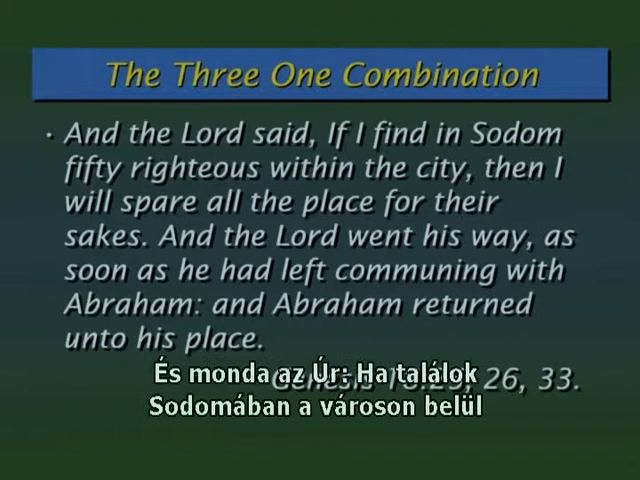 The Three One Combination
• And the Lord said, If I find in Sodom
fifty righteous within the city, then I
will spare all the place for their
sakes. And the Lord went his way, as
soon as he had left communing with
Abraham: and Abraham returned
unto his place.
Genesis 26, 33.
És monda az Úr: Ha találok
Sodomában a városon belül